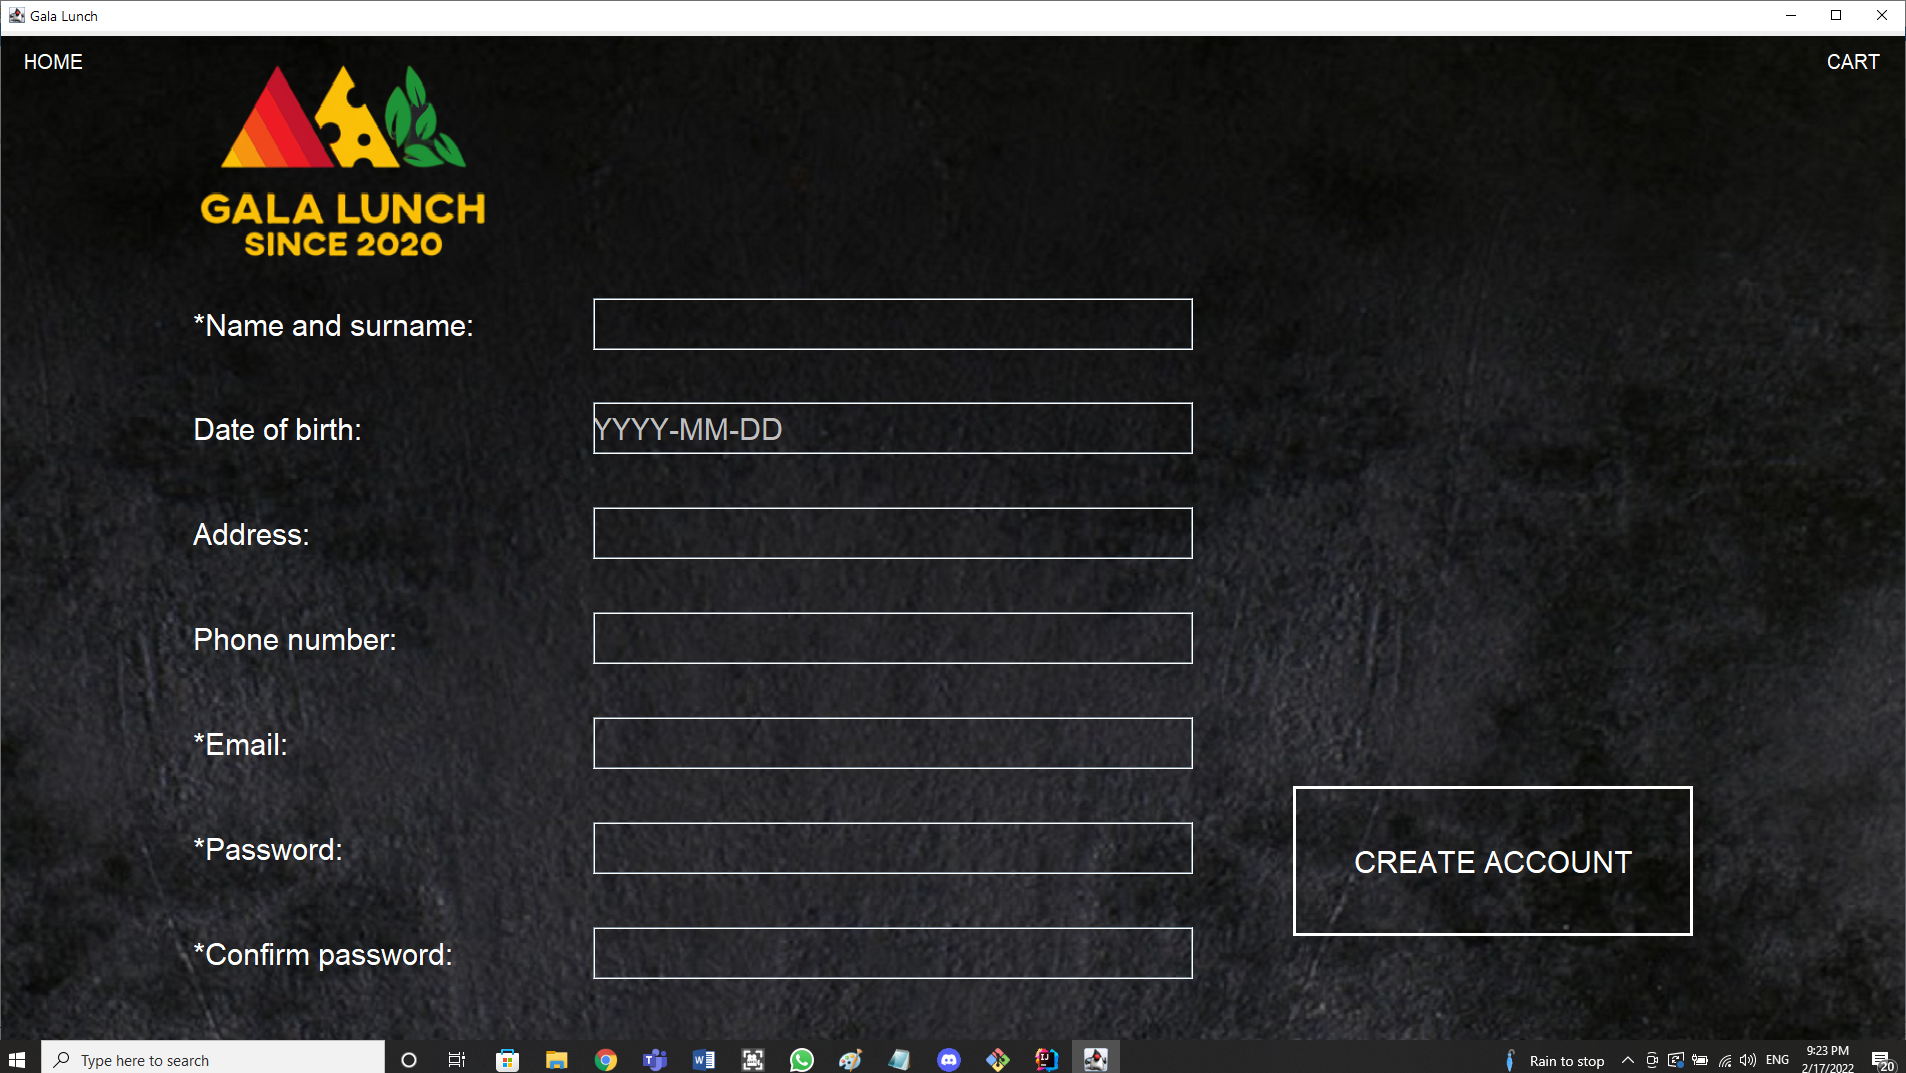 Gala Lunch
HOME
CART
GALA LUNCH
SINCE 2020
*Name and surname:
Date of birth:
YYYY-MM-DD
Address:
Phone number:
*Email:
*Password:
CREATE ACCOUNT
*Confirm password:
Type here to search
Rain to stop
ENG
9:23 PM
2/17/2022
20